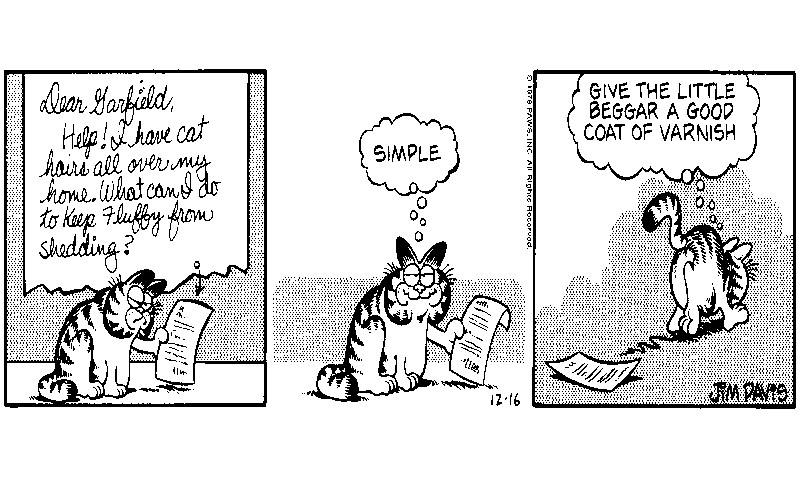 Dear Garfield,
Help! I have cat
hairs all over my
home. What can I do
to keep Fluffy from
shedding?
SIMPLE
12-16
© 1978 PAWS, INC. All Rights Reserved.
GIVE THE LITTLE
BEGGAR A GOOD
COAT OF VARNISH
JIM DAVIS